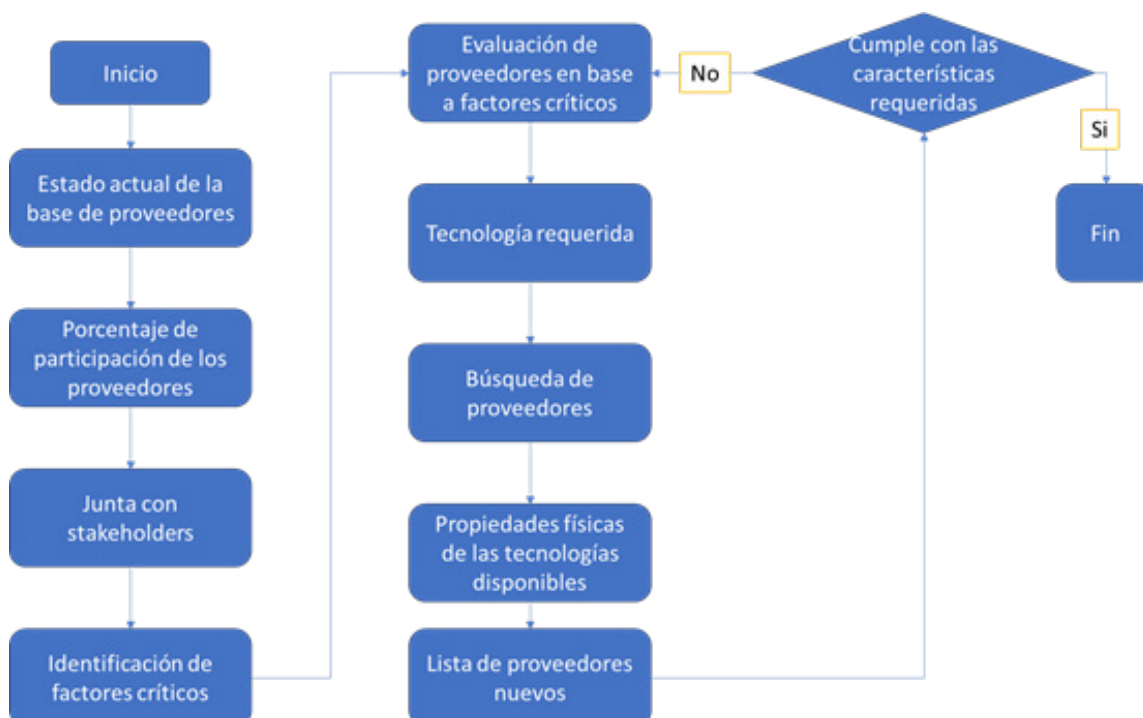 Inicio
Estado actual de la
base de proveedores
Porcentaje de
participación de los
proveedores
Junta con
stakeholders
Identificación de
factores críticos
Evaluación de
proveedores en base
a factores críticos
Tecnología requerida
Búsqueda de
proveedores
Propiedades físicas
de las tecnologías
disponibles
Lista de proveedores
nuevos
Cumple con las
características
requeridas
No
Si
Fin